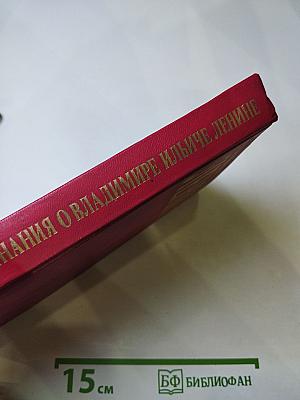 НАНИЯ О ВЛАДИМИРЕ ИЛЬИЧЕ ЛЕНИНЕ
15 см БФ БИБЛИОФАН